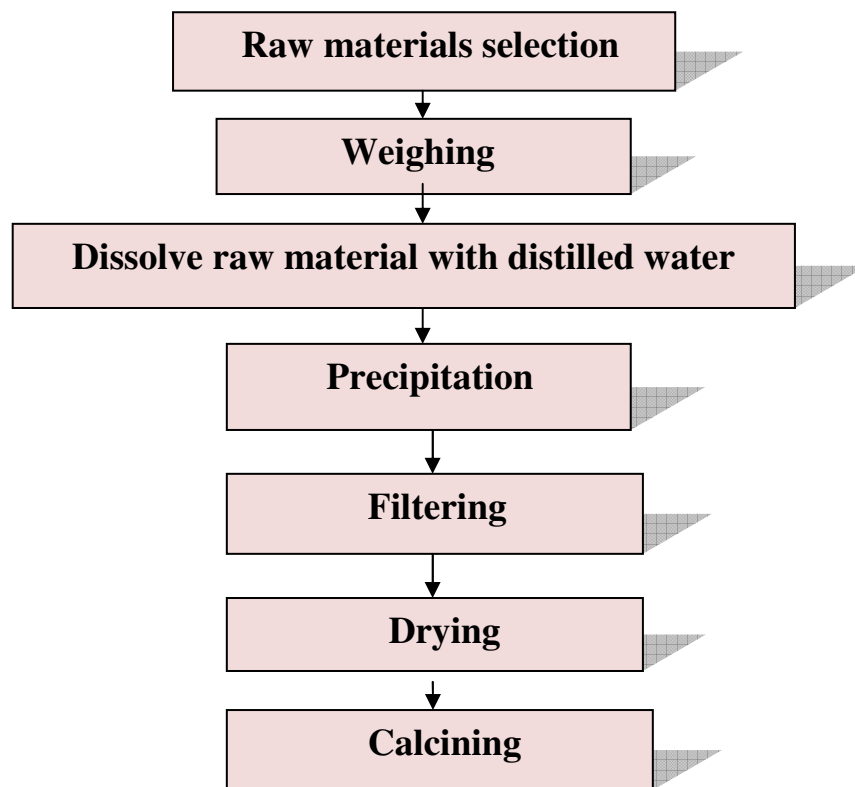 Raw materials selection
Weighing
Dissolve raw material with distilled water
Precipitation
Filtering
Drying
Calcining